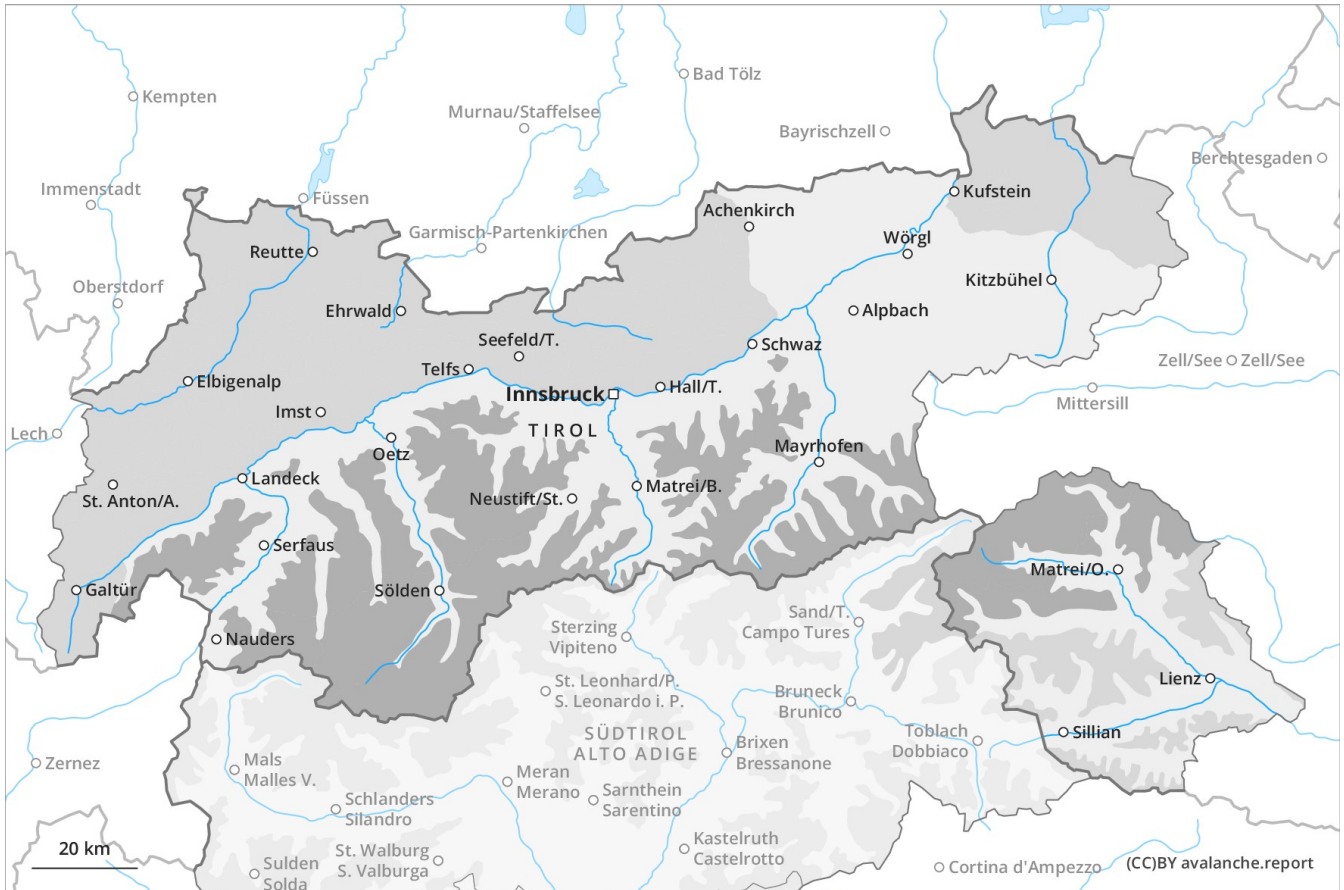 Kempten
Bad Tölz
Murnau/Staffelsee
Bayrischzell
Berchtesgaden
Immenstadt
Füssen
Kufstein
Achenkirch
Garmisch-Partenkirchen
Reutte
Wörgl
Oberstdorf
Kitzbühel
Ehrwald
Alpbach
Seefeld/T.
Schwaz
Telfs
Zell/See
Zell/See
Elbigenalp
Hall/T.
Innsbruck
Mittersill
Imst
TIROL
Lech
Oetz
Mayrhofen
Landeck
Matrei/B.
St. Anton/A.
Neustift/St.
Serfaus
Matrei/O.
Galtür
Sölden
Sand/T.
Campo Tures
Sterzing
Vipiteno
Nauders
Lienz
St. Leonhard/P.
S. Leonardo i. P.
Bruneck
Brunico
Toblach
Dobbiaco
Sillian
SÜDTIROL
ALTO ADIGE
Brixen
Bressanone
Zernez
Mals
Malles V.
Meran
Merano
Sarnthein
Sarentino
Schlanders
Silandro
Kastelruth
Castelrotto
20 km
St. Walburg
S. Valburga
Sulden
Solda
Cortina d'Ampezzo
(CC)BY avalanche.report